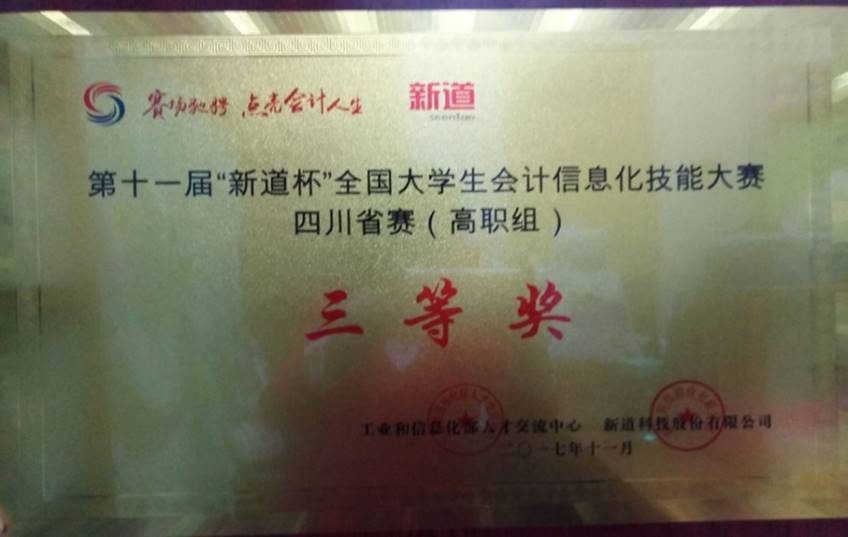 赛场驰骋 点亮会计人生 新道
seentao
第十一届“新道杯”全国大学生会计信息化技能大赛
四川省赛（高职组）
三等奖
工业和信息化部人才交流中心 新道科技股份有限公司
二〇一七年十一月